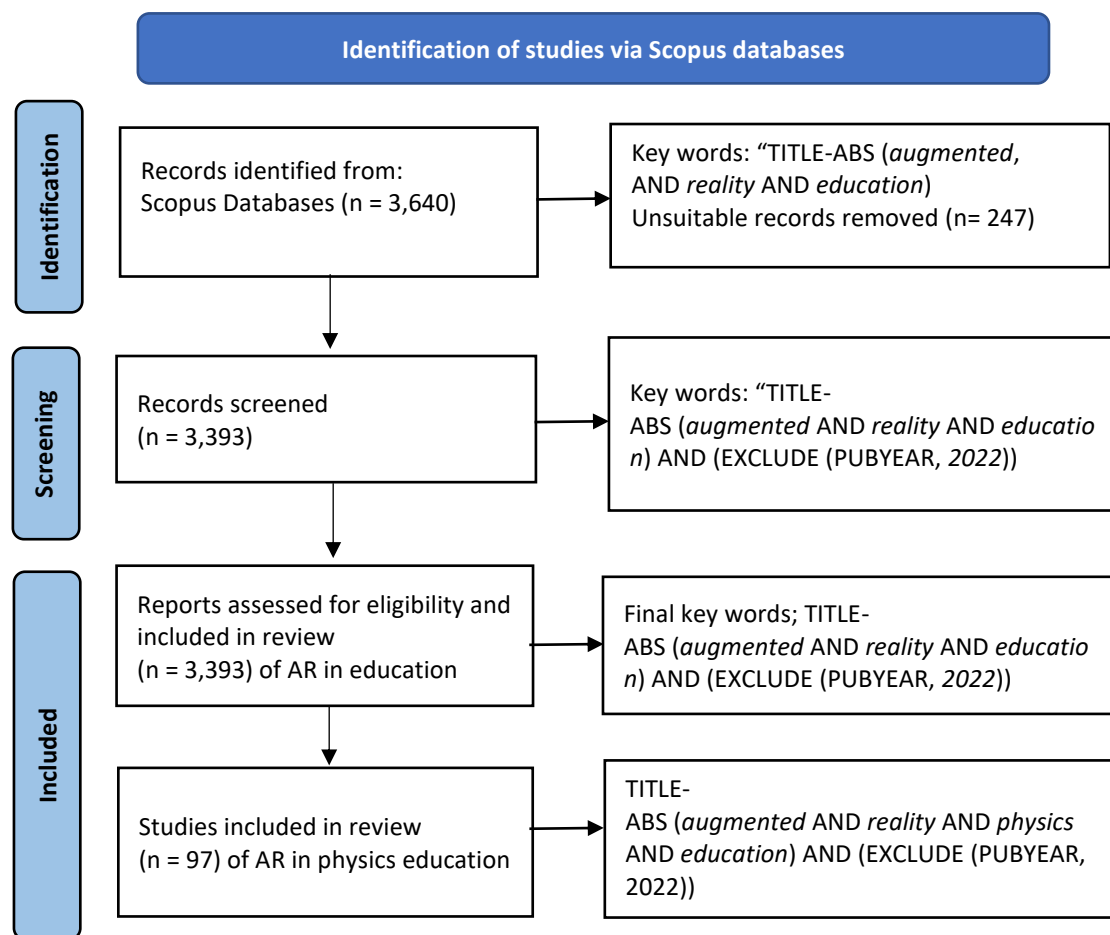 Identification of studies via Scopus databases
Identification
Records identified from:
Scopus Databases (n = 3,640)
Key words: “TITLE-ABS (augmented,
AND reality AND education)
Unsuitable records removed (n= 247)
Screening
Records screened
(n = 3,393)
Key words: “TITLE-
ABS (augmented AND reality AND educatio
n) AND (EXCLUDE (PUBYEAR, 2022))
Included
Reports assessed for eligibility and
included in review
(n = 3,393) of AR in education
Final key words; TITLE-
ABS (augmented AND reality AND educatio
n) AND (EXCLUDE (PUBYEAR, 2022))
Studies included in review
(n = 97) of AR in physics education
TITLE-
ABS (augmented AND reality AND physics
AND education) AND (EXCLUDE (PUBYEAR,
2022))